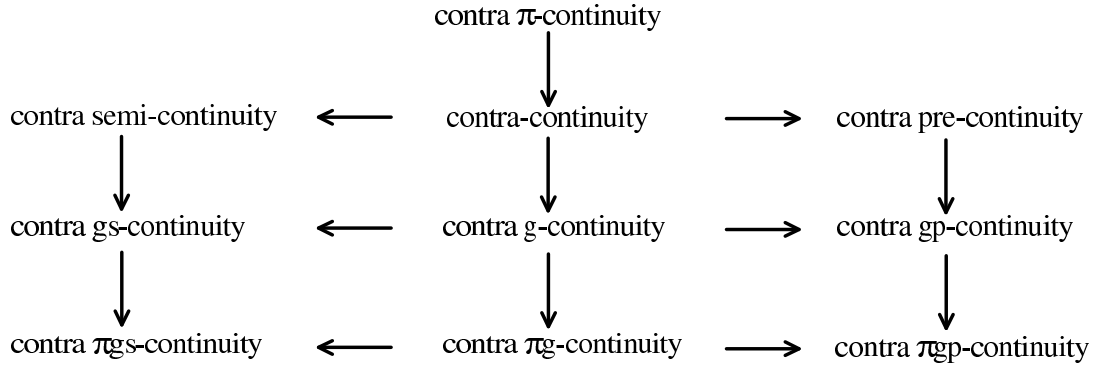 contra π-continuity
contra semi-continuity contra-continuity contra pre-continuity
contra gs-continuity contra g-continuity contra gp-continuity
contra πgs-continuity contra πg-continuity contra πgp-continuity